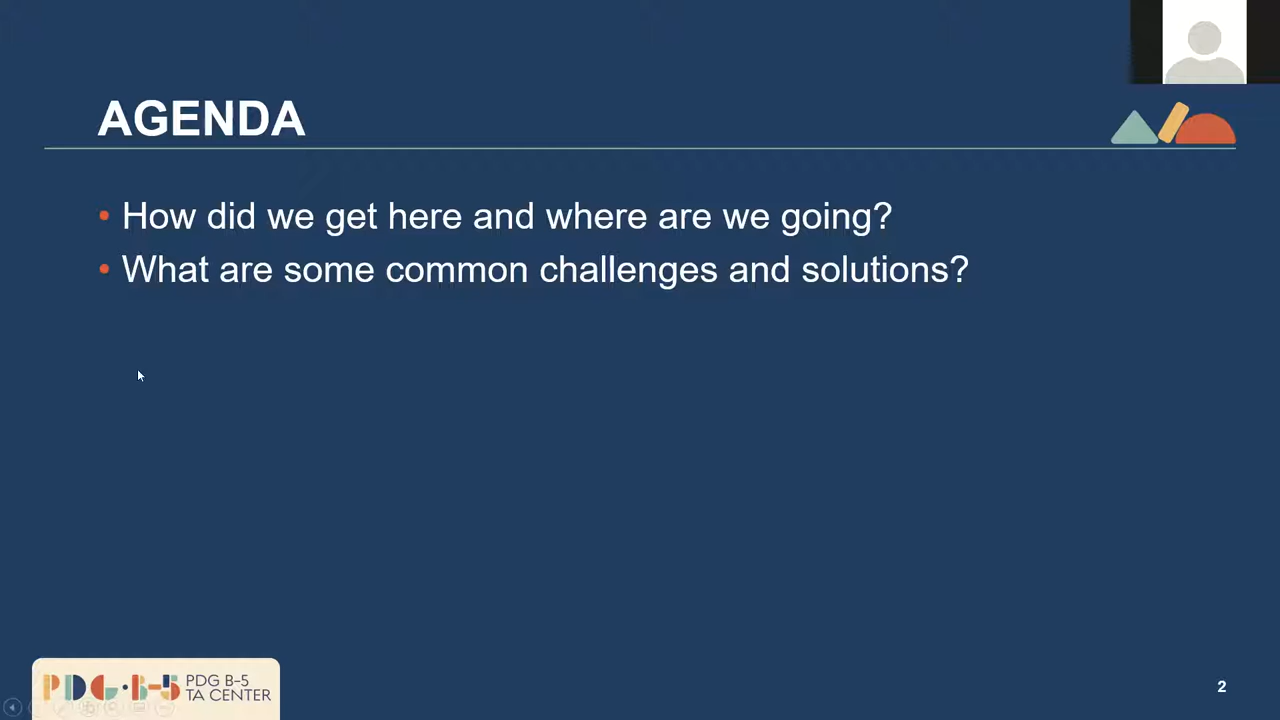 AGENDA
• How did we get here and where are we going?
• What are some common challenges and solutions?
PDG·B-5
PDG B-5
TA CENTER
2